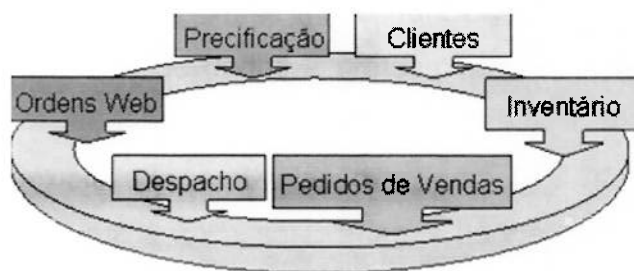 Precificação
Clientes
Ordens Web
Inventário
Despacho
Pedidos de Vendas